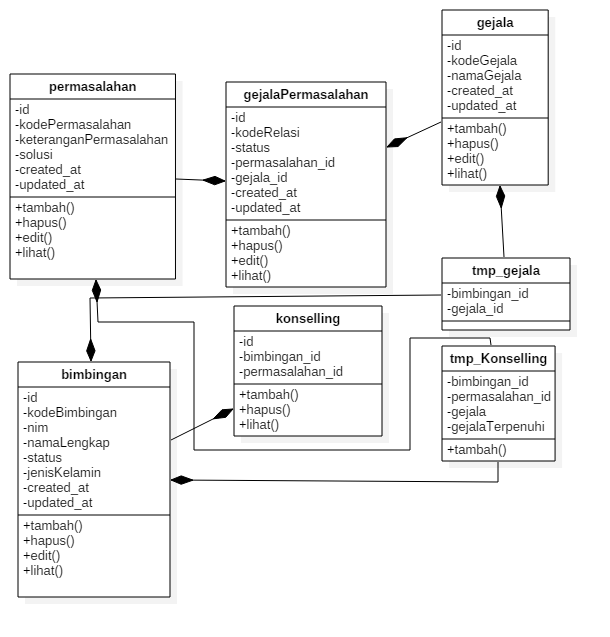 gejala
-id
-kodeGejala
-namaGejala
-created_at
-updated_at
+tambah()
+hapus()
+edit()
+lihat()
permasalahan
-id
-kodePermasalahan
-keteranganPermasalahan
-solusi
-created_at
-updated_at
+tambah()
+hapus()
+edit()
+lihat()
gejalaPermasalahan
-id
-kodeRelasi
-status
-permasalahan_id
-gejala_id
-created_at
-updated_at
+tambah()
+hapus()
+edit()
+lihat()
tmp_gejala
-bimbingan_id
-gejala_id
konselling
-id
-bimbingan_id
-permasalahan_id
+tambah()
+hapus()
+lihat()
tmp_Konselling
-bimbingan_id
-permasalahan_id
-gejala
-gejalaTerpenuhi
+tambah()
bimbingan
-id
-kodeBimbingan
-nim
-namaLengkap
-status
-jenisKelamin
-created_at
-updated_at
+tambah()
+hapus()
+edit()
+lihat()